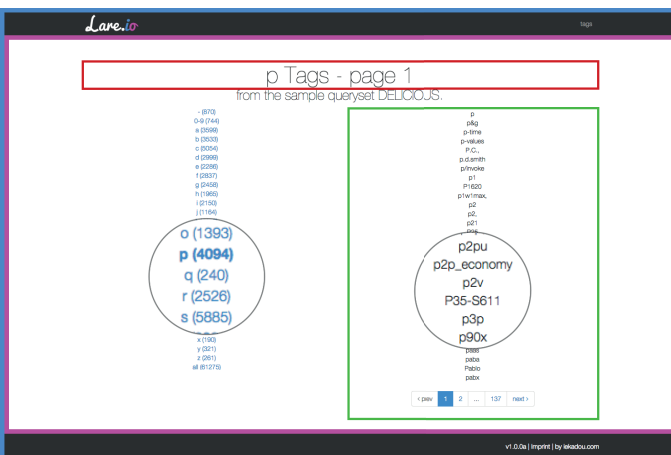 Lare.io
tags
p Tags - page 1
from the sample queryset DELICIOUS.
- (870)
0-9 (744)
a (3599)
b (3533)
c (5054)
d (2999)
e (2286)
f (2837)
g (2458)
h (1965)
i (2150)
j (1184)
o (1393)
p (4094)
q (240)
r (2526)
s (5885)
x (190)
y (321)
z (261)
all (61275)
p
p&g
p-time
p-values
P.C.,
p.d.smith
p/invoke
p1
P1620
p1w1max,
p2
p2,
p21
p2pu
p2p_economy
p2v
P35-S611
p3p
p90x
paba
Pablo
pabx
‹ prev 1 2 ... 137 next ›
v1.0.0a | Imprint | by iekadou.com